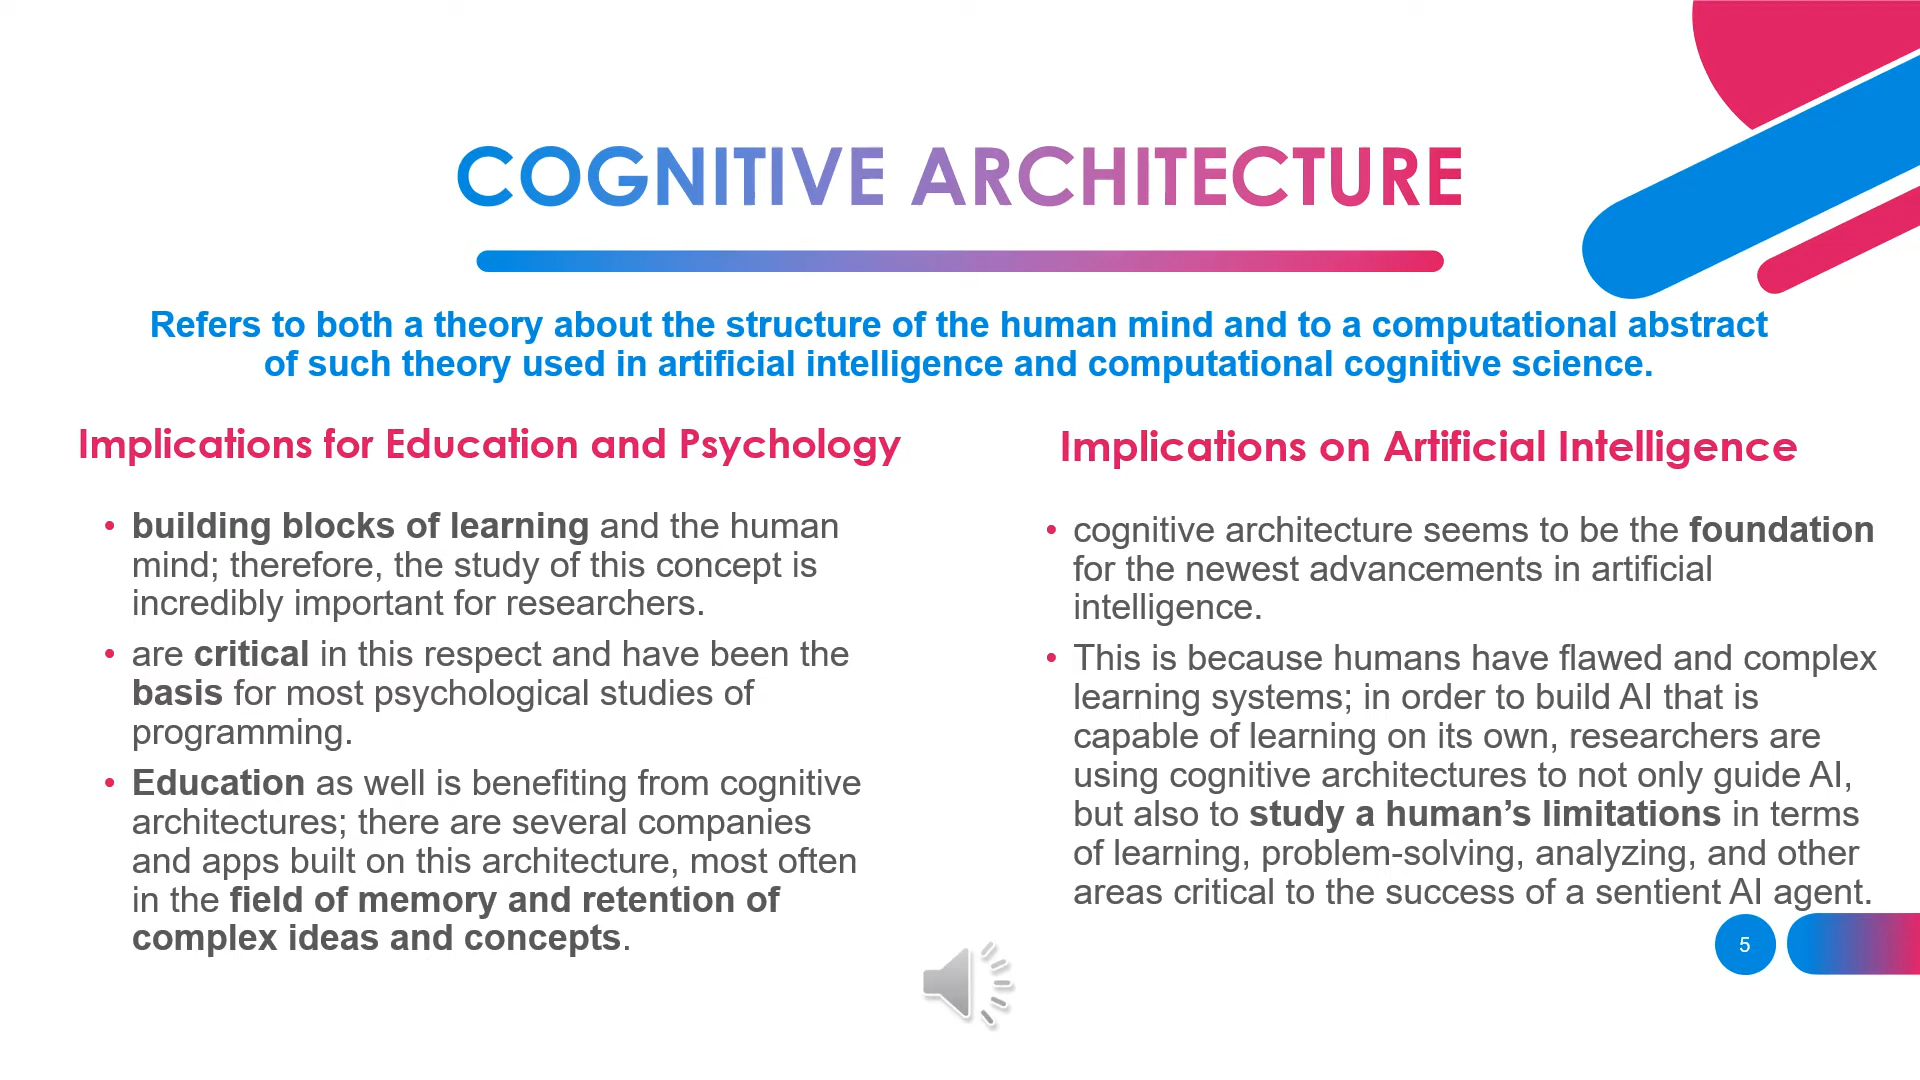 COGNITIVE ARCHITECTURE
Refers to both a theory about the structure of the human mind and to a computational abstract
of such theory used in artificial intelligence and computational cognitive science.
Implications for Education and Psychology
• building blocks of learning and the human
mind; therefore, the study of this concept is
incredibly important for researchers.
• are critical in this respect and have been the
basis for most psychological studies of
programming.
• Education as well is benefiting from cognitive
architectures; there are several companies
and apps built on this architecture, most often
in the field of memory and retention of
complex ideas and concepts.
Implications on Artificial Intelligence
• cognitive architecture seems to be the foundation
for the newest advancements in artificial
intelligence.
• This is because humans have flawed and complex
learning systems; in order to build AI that is
capable of learning on its own, researchers are
using cognitive architectures to not only guide AI,
but also to study a human’s limitations in terms
of learning, problem-solving, analyzing, and other
areas critical to the success of a sentient AI agent.
5